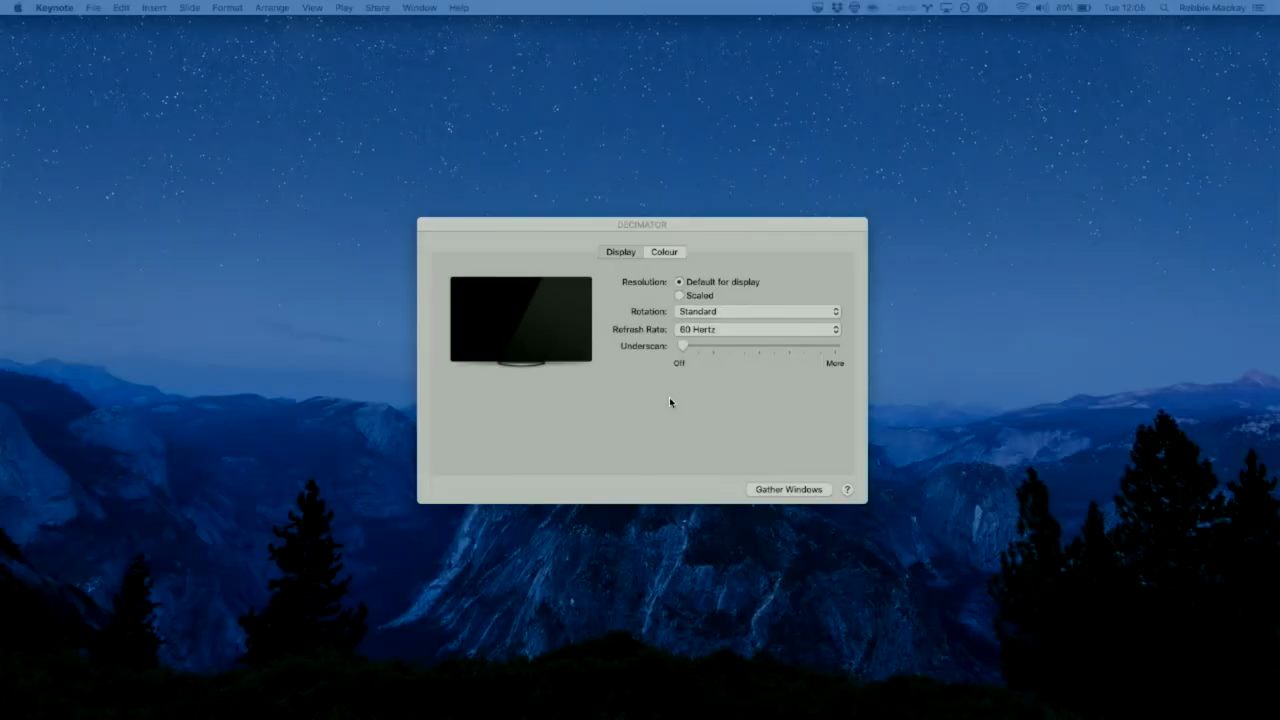 Keynote File Edit Insert Slide Format Arrange View Play Share Window Help 89% Tue 12:06 Robbie Mackay
DECIMATOR
Display Colour
Resolution: Default for display
Scaled
Rotation: Standard
Refresh Rate: 60 Hertz
Underscan:
Off More
Gather Windows ?